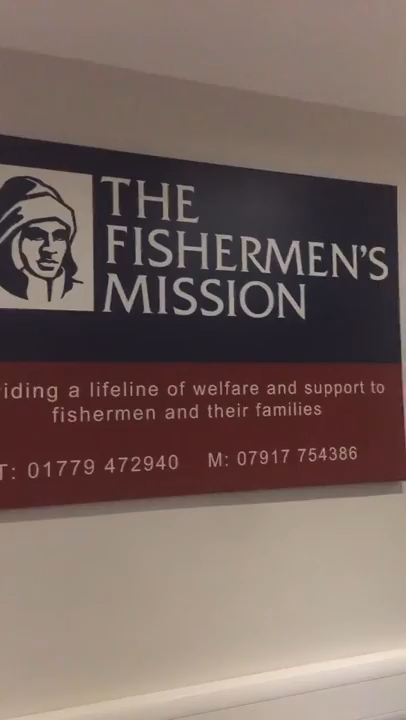 THE
FISHERMEN'S
MISSION
iding a lifeline of welfare and support to
fishermen and their families
T: 01779 472940 M: 07917 754386